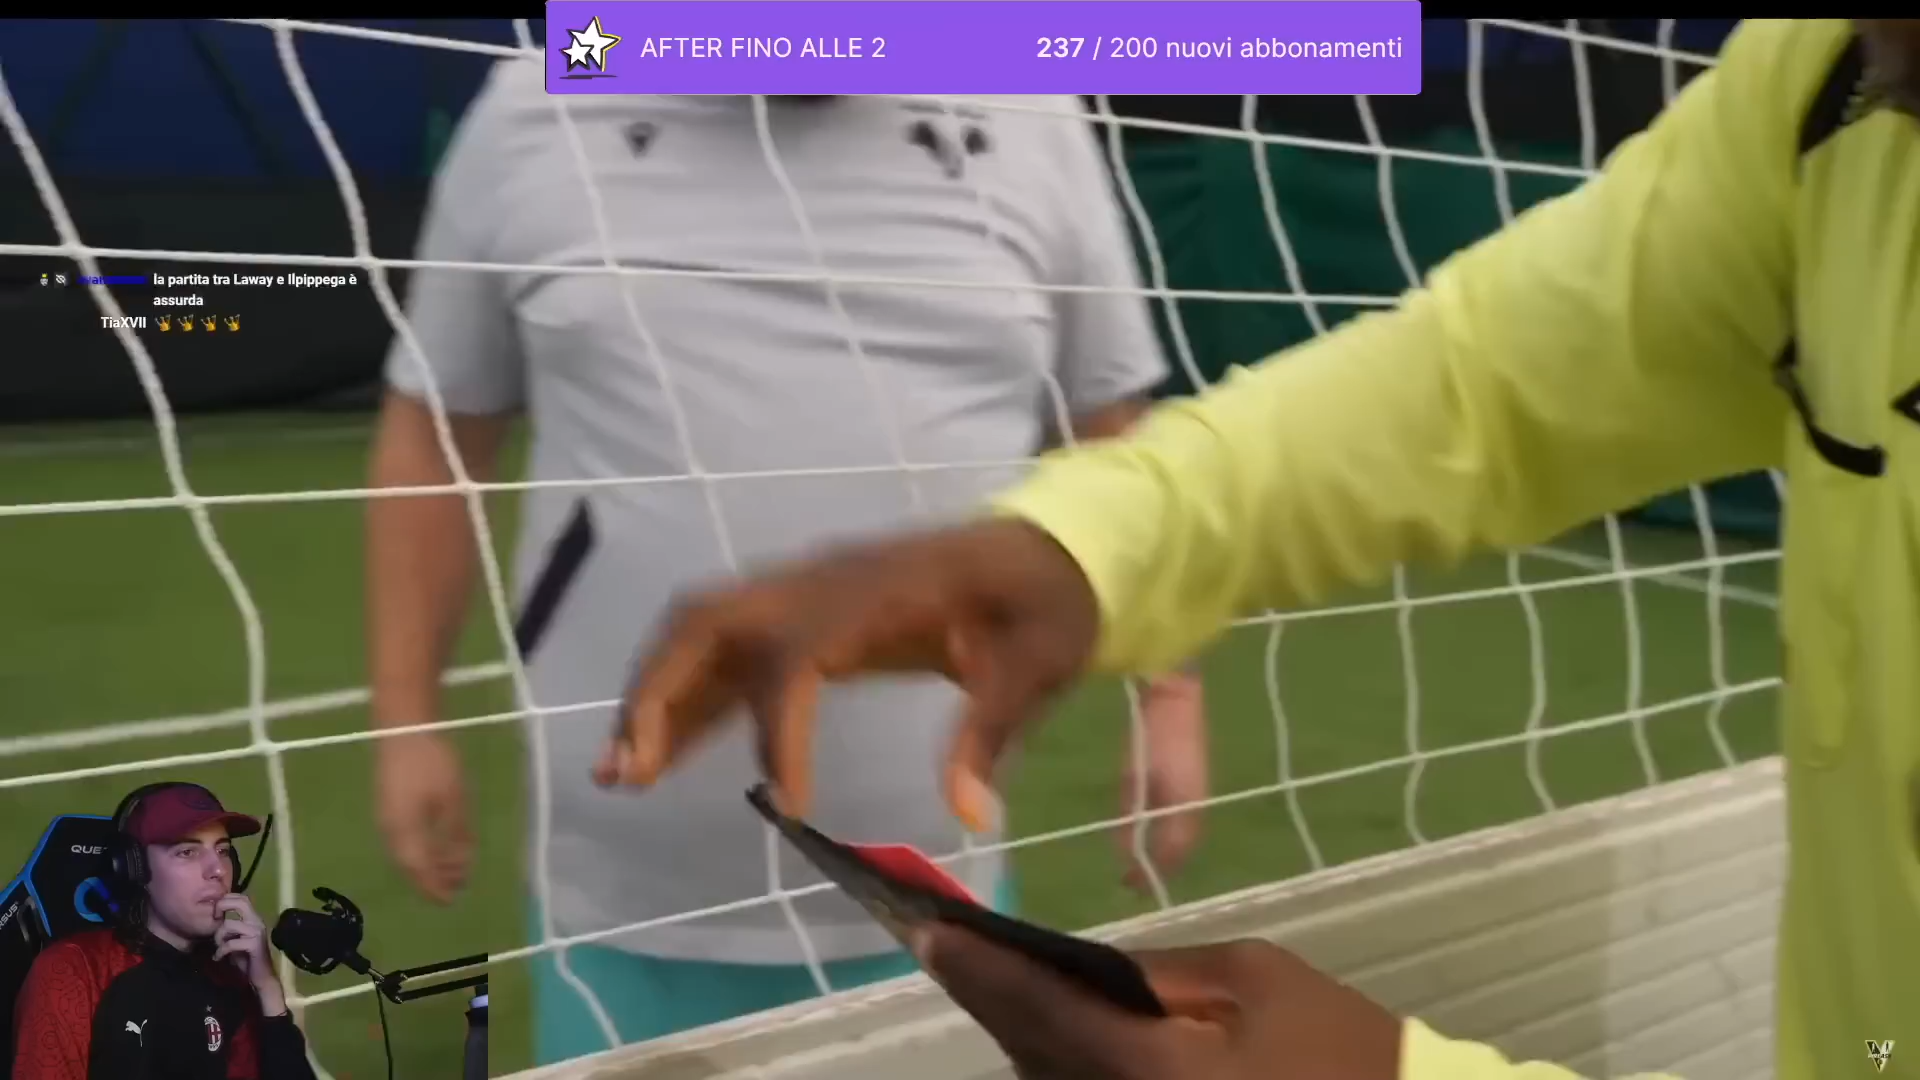 AFTER FINO ALLE 2
237 / 200 nuovi abbonamenti
la partita tra Laway e Ilpippega è
assurda
TiaXVII